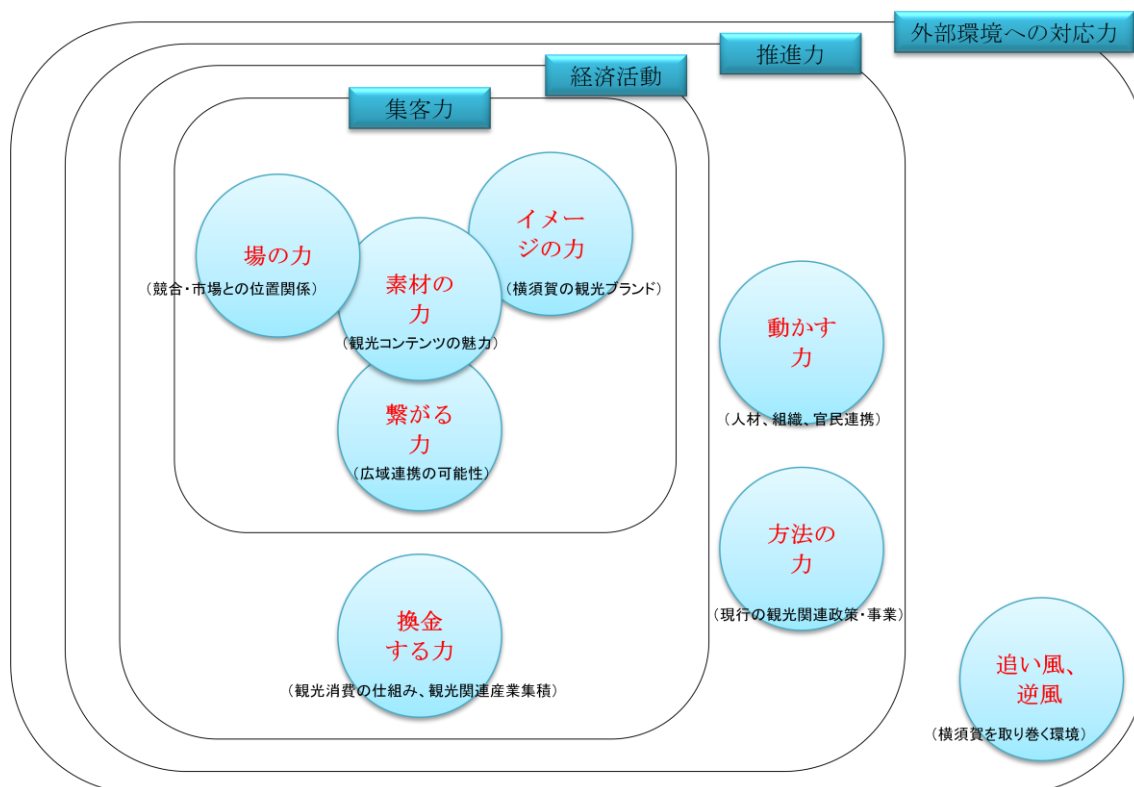 外部環境への対応力
推進力
経済活動
集客力
場の力
(競合・市場との位置関係)
イメー
ジの力
(横須賀の観光ブランド)
素材の
力
(観光コンテンツの魅力)
繋がる
力
(広域連携の可能性)
動かす
力
(人材、組織、官民連携)
方法の
力
(現行の観光関連政策・事業)
換金
する力
(観光消費の仕組み、観光関連産業集積)
追い風、
逆風
(横須賀を取り巻く環境)